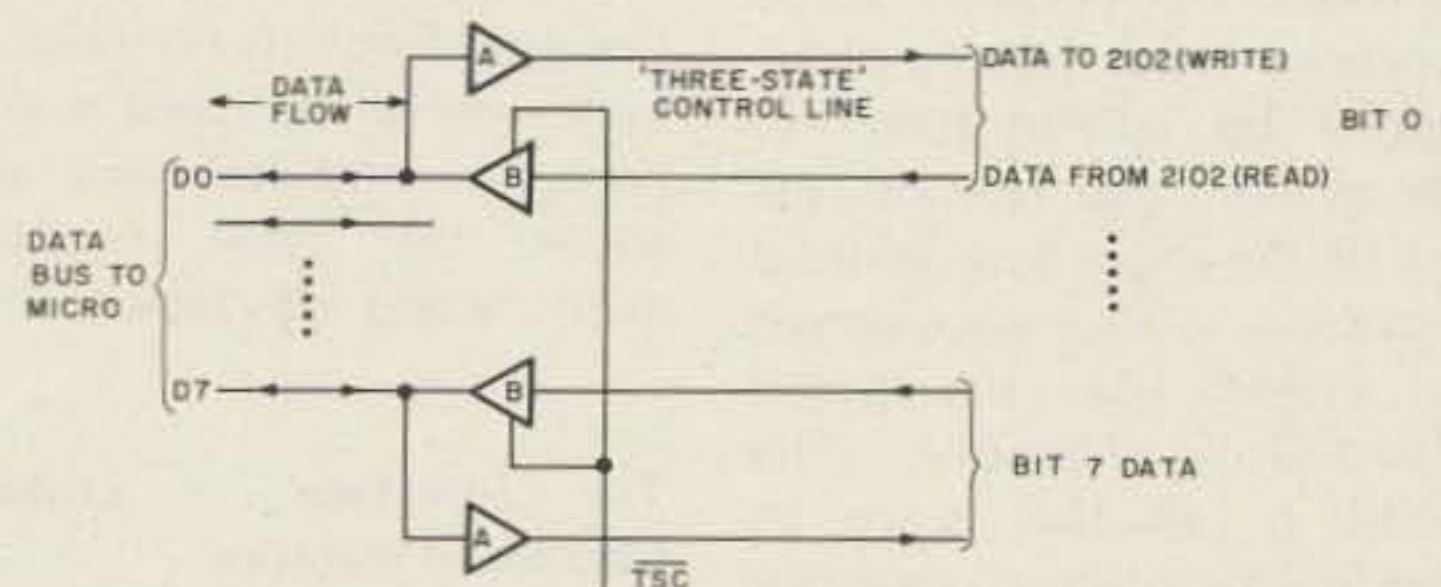 A
DATA TO 2102 (WRITE)
DATA
FLOW
'THREE-STATE'
CONTROL LINE
BIT 0
D0
B
DATA FROM 2102 (READ)
DATA
BUS TO
MICRO
D7
B
BIT 7 DATA
A
TSC